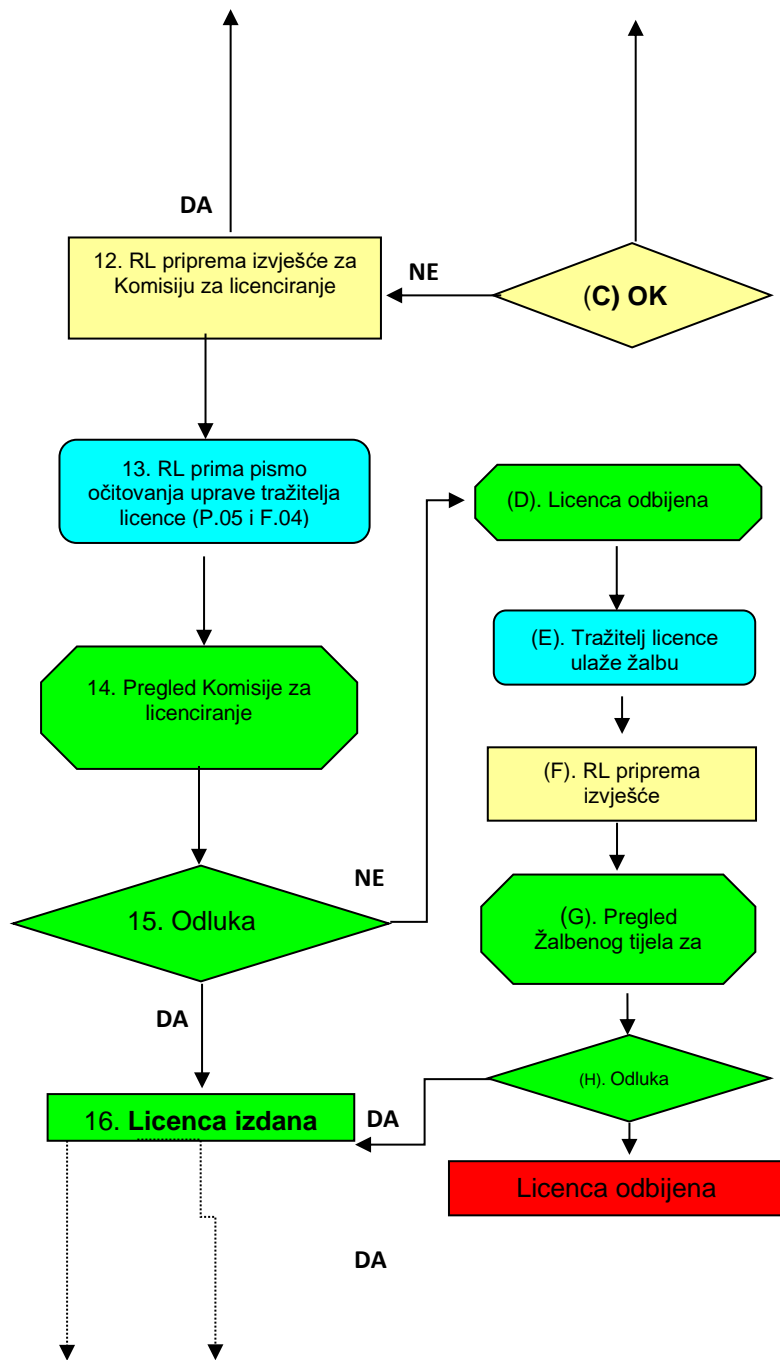 DA
12. RL priprema izvješće za
Komisiju za licenciranje
NE
(C) OK
13. RL prima pismo
očitovanja uprave tražitelja
licence (P.05 i F.04)
(D). Licenca odbijena
(E). Tražitelj licence
ulaže žalbu
14. Pregled Komisije za
licenciranje
(F). RL priprema
izvješće
NE
15. Odluka
(G). Pregled
Žalbenog tijela za
DA
(H). Odluka
16. Licenca izdana
DA
Licenca odbijena
DA